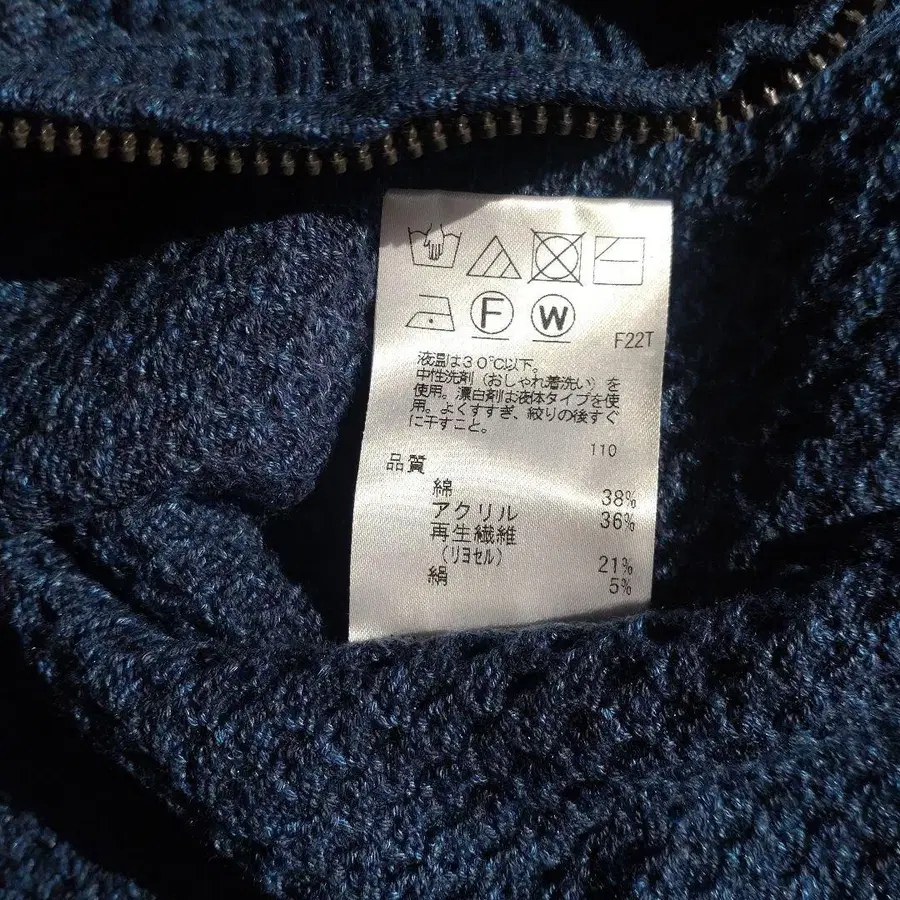 F W
F22T
液温は30℃以下。
中性洗剤（おしゃれ着洗い）を
使用。漂白剤は液体タイプを使
用。よくすすぎ、絞りの後すぐ
に干すこと。
110
品質
綿 38%
アクリル 36%
再生繊維
（リヨセル） 21%
絹 5%